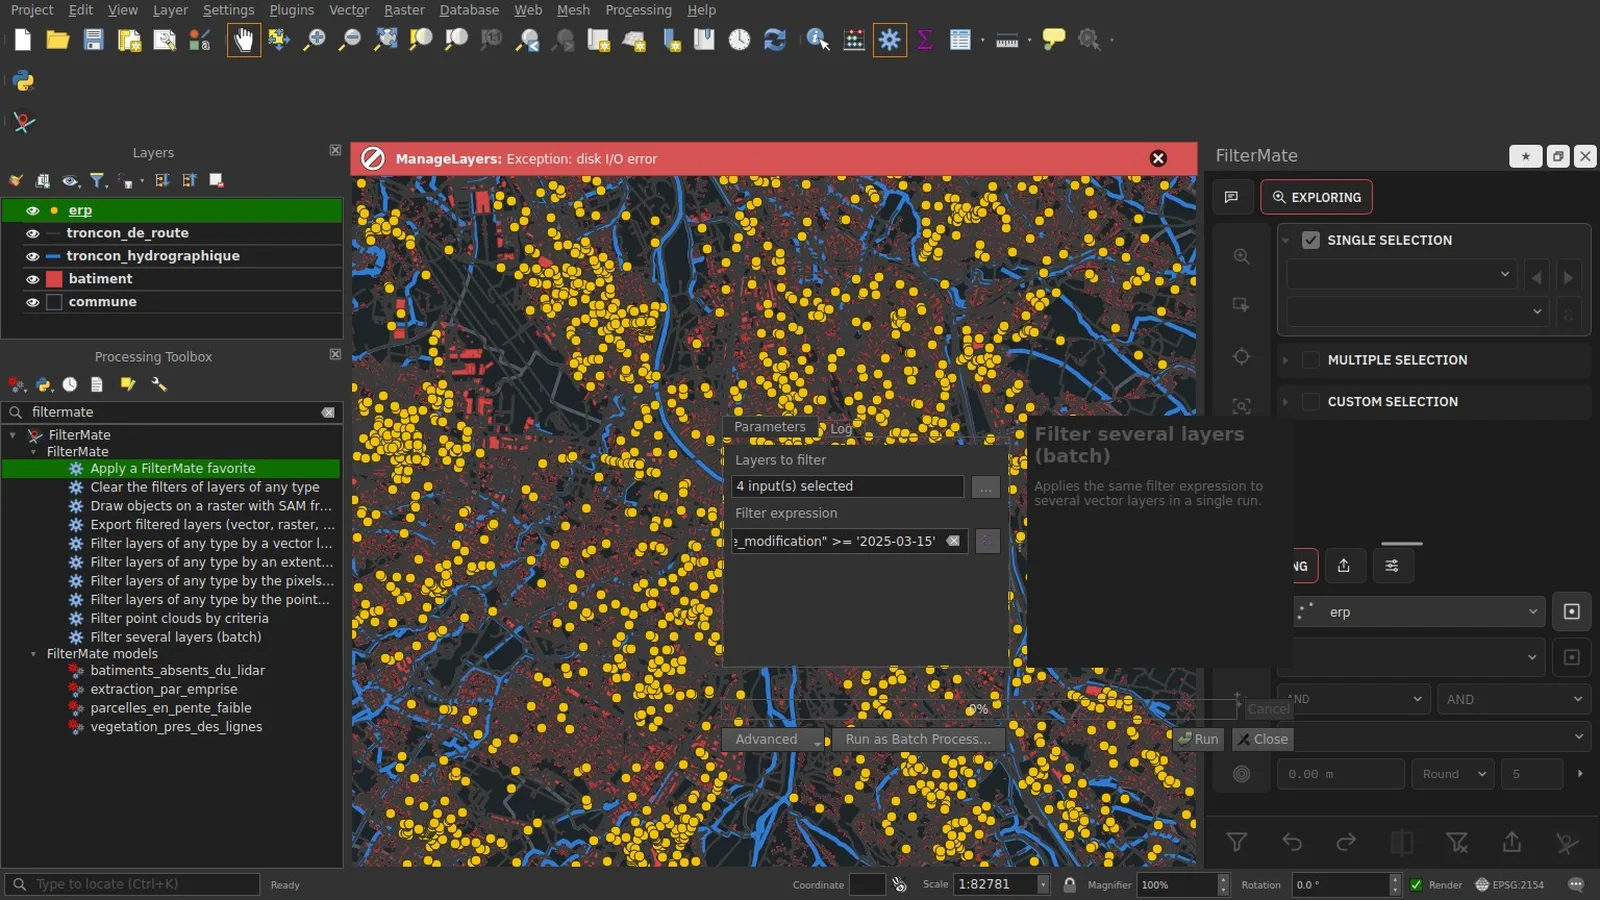 Project Edit View Layer Settings Plugins Vector Raster Database Web Mesh Processing Help
Layers
ManageLayers: Exception: disk I/O error
FilterMate
EXPLORING
erp
troncon_de_route
troncon_hydrographique
batiment
commune
SINGLE SELECTION
MULTIPLE SELECTION
CUSTOM SELECTION
Processing Toolbox
filtermate
FilterMate
FilterMate
Apply a FilterMate favorite
Clear the filters of layers of any type
Draw objects on a raster with SAM fr...
Export filtered layers (vector, raster, ...
Filter layers of any type by a vector l...
Filter layers of any type by an extent...
Filter layers of any type by the pixels...
Filter layers of any type by the point...
Filter point clouds by criteria
Filter several layers (batch)
FilterMate models
batiments_absents_du_lidar
extraction_par_emprise
parcelles_en_pente_faible
vegetation_pres_des_lignes
Parameters Log
Layers to filter
4 input(s) selected
...
Filter expression
e_modification" >= '2025-03-15'
Filter several layers
(batch)
Applies the same filter expression to
several vector layers in a single run.
0%
Cancel
Advanced Run as Batch Process... Run Close
NG
erp
AND AND
0.00 m Round 5
Type to locate (Ctrl+K) Ready Coordinate Scale 1:82781 Magnifier 100% Rotation 0.0 ° Render EPSG:2154